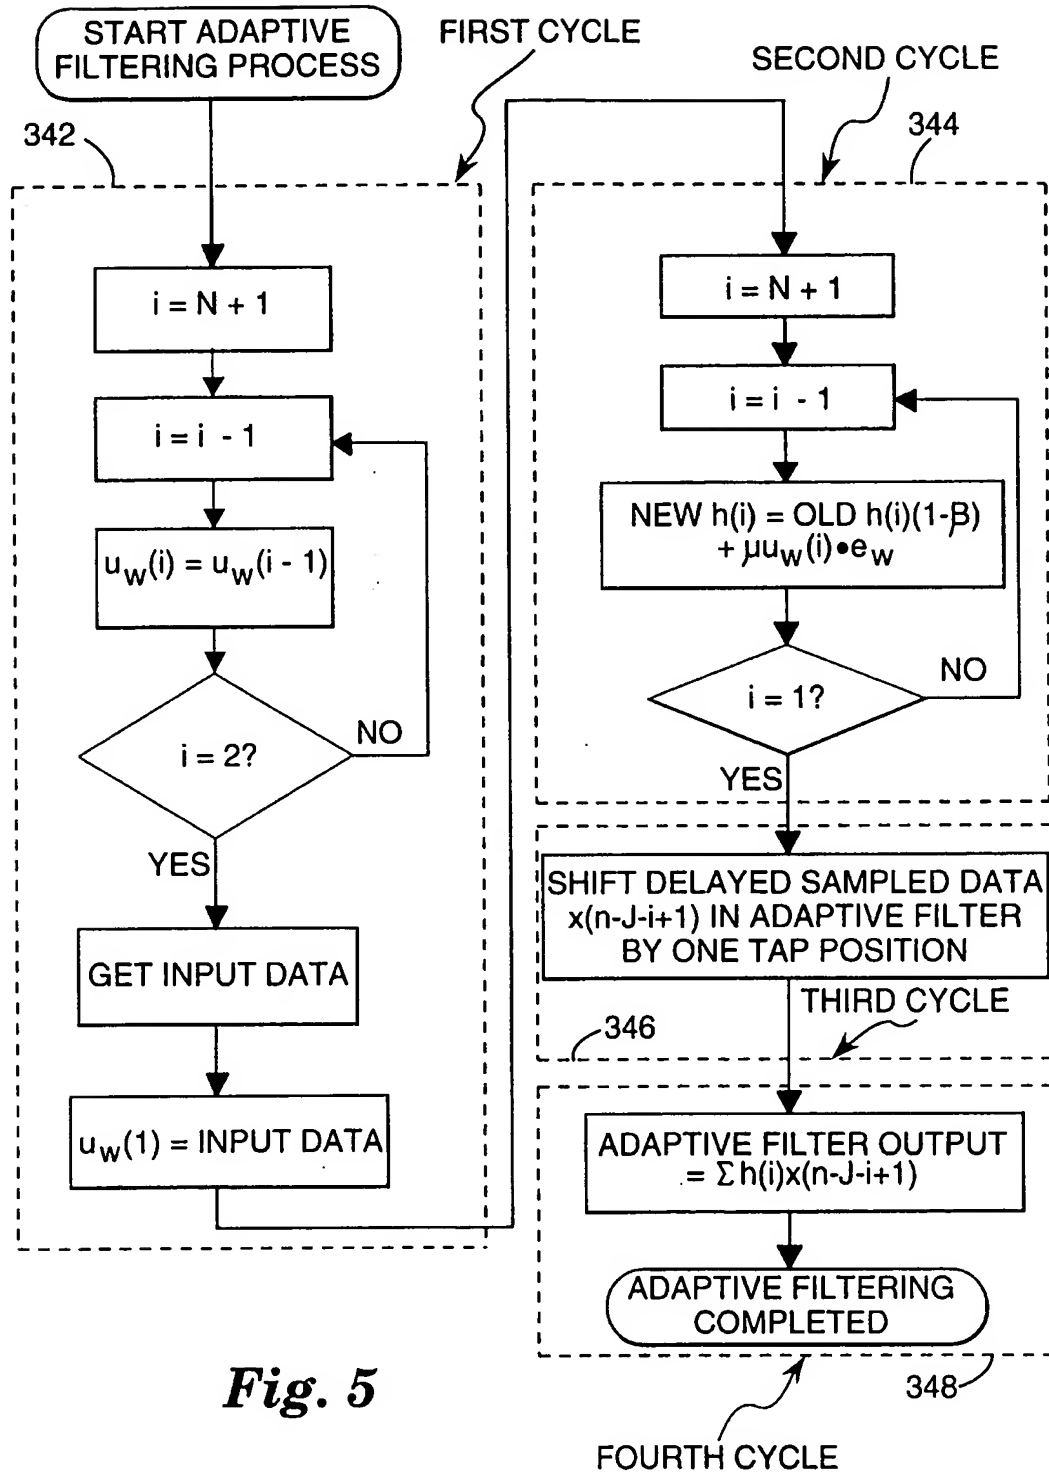 START ADAPTIVE
FILTERING PROCESS
FIRST CYCLE
342
i = N + 1
i = i - 1
u_w(i) = u_w(i - 1)
i = 2?
NO
YES
GET INPUT DATA
u_w(1) = INPUT DATA
SECOND CYCLE
344
i = N + 1
i = i - 1
NEW h(i) = OLD h(i)(1-β)
+ μu_w(i)•e_w
i = 1?
NO
YES
SHIFT DELAYED SAMPLED DATA
x(n-J-i+1) IN ADAPTIVE FILTER
BY ONE TAP POSITION
THIRD CYCLE
346
ADAPTIVE FILTER OUTPUT
= Σh(i)x(n-J-i+1)
ADAPTIVE FILTERING
COMPLETED
348
FOURTH CYCLE
Fig. 5